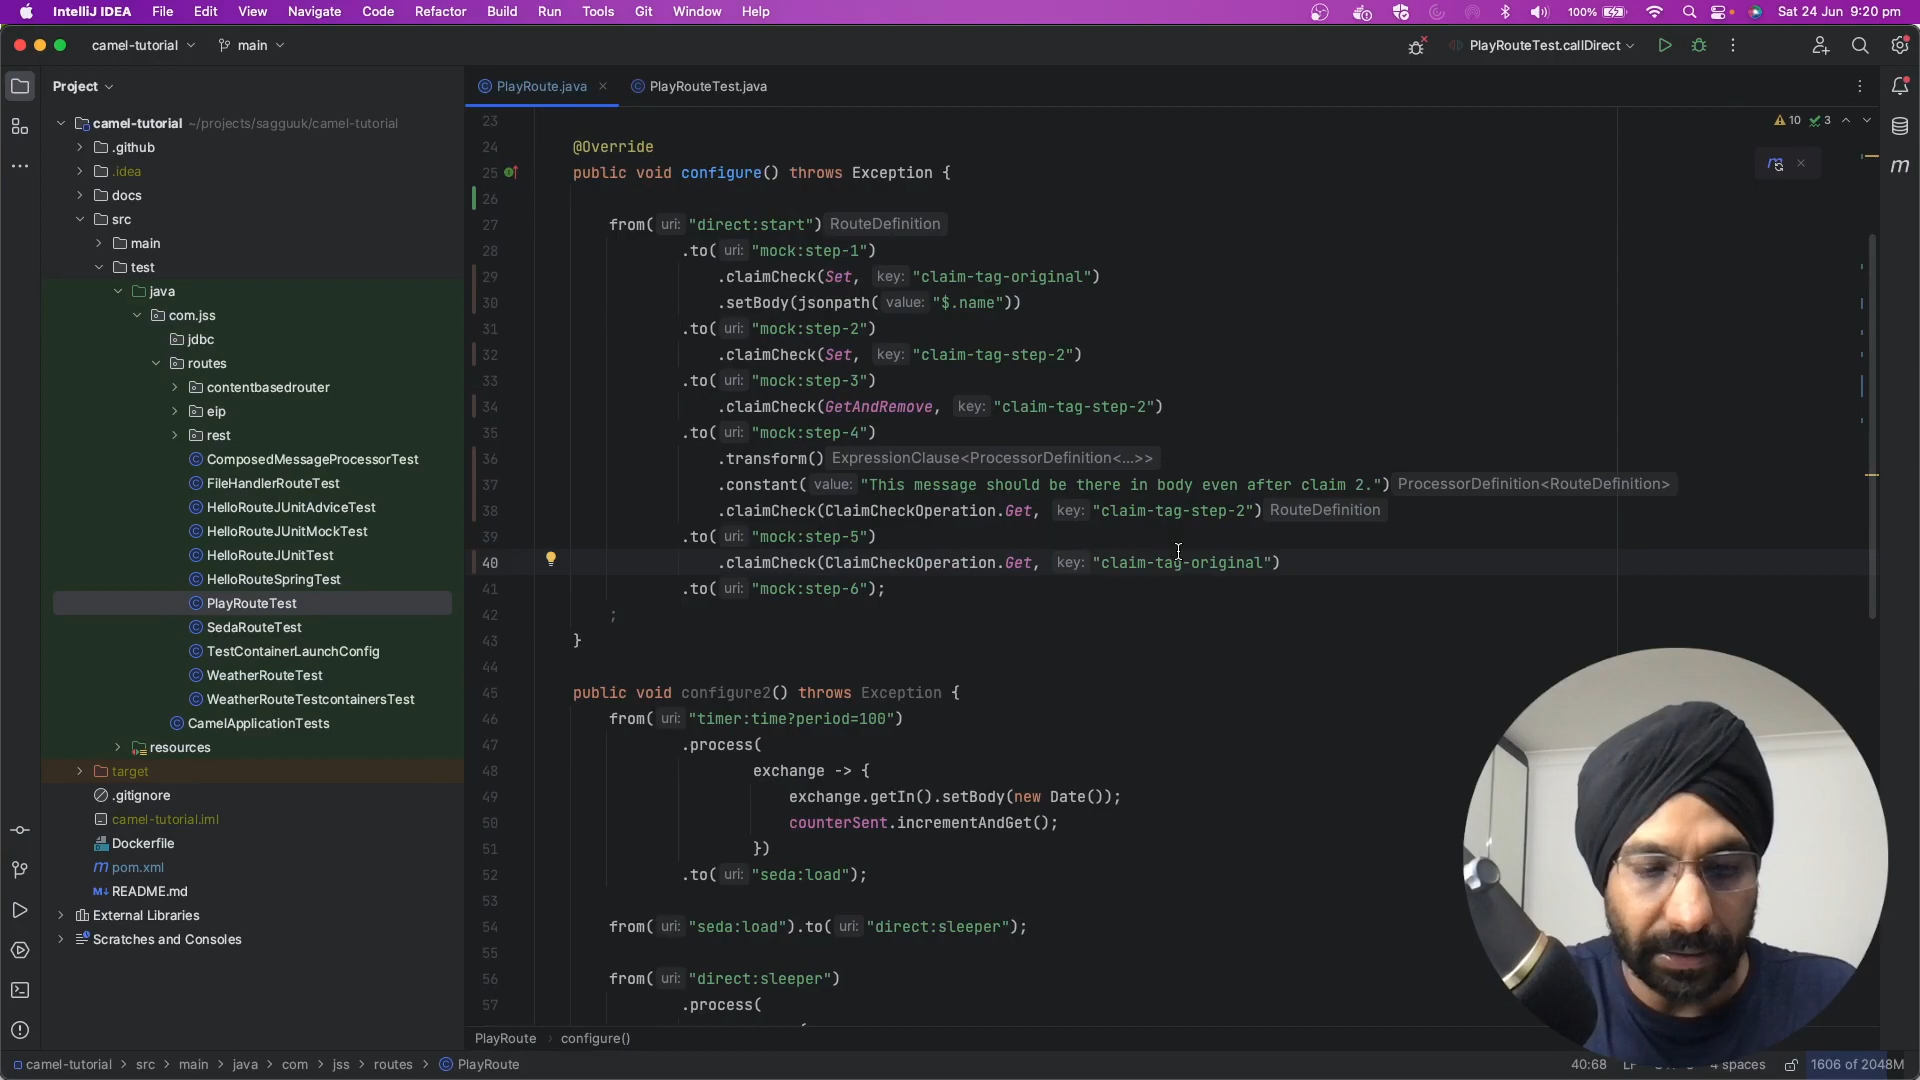 IntelliJ IDEA File Edit View Navigate Code Refactor Build Run Tools Git Window Help 100% Sat 24 Jun 9:20 pm
camel-tutorial main PlayRouteTest.callDirect
Project PlayRoute.java PlayRouteTest.java
camel-tutorial ~/projects/sagguuk/camel-tutorial
.github
.idea
docs
src
main
test
java
com.jss
jdbc
routes
contentbasedrouter
eip
rest
ComposedMessageProcessorTest
FileHandlerRouteTest
HelloRouteJUnitAdviceTest
HelloRouteJUnitMockTest
HelloRouteJUnitTest
HelloRouteSpringTest
PlayRouteTest
SedaRouteTest
TestContainerLaunchConfig
WeatherRouteTest
WeatherRouteTestcontainersTest
CamelApplicationTests
resources
target
.gitignore
camel-tutorial.iml
Dockerfile
pom.xml
README.md
External Libraries
Scratches and Consoles
10 3
23
24 @Override
25 public void configure() throws Exception {
26
27 from( uri: "direct:start") RouteDefinition
28 .to( uri: "mock:step-1")
29 .claimCheck(Set, key: "claim-tag-original")
30 .setBody(jsonpath( value: "$.name"))
31 .to( uri: "mock:step-2")
32 .claimCheck(Set, key: "claim-tag-step-2")
33 .to( uri: "mock:step-3")
34 .claimCheck(GetAndRemove, key: "claim-tag-step-2")
35 .to( uri: "mock:step-4")
36 .transform() ExpressionClause<ProcessorDefinition<...>>
37 .constant( value: "This message should be there in body even after claim 2.") ProcessorDefinition<RouteDefinition>
38 .claimCheck(ClaimCheckOperation.Get, key: "claim-tag-step-2") RouteDefinition
39 .to( uri: "mock:step-5")
40 .claimCheck(ClaimCheckOperation.Get, key: "claim-tag-original")
41 .to( uri: "mock:step-6");
42 ;
43 }
44
45 public void configure2() throws Exception {
46 from( uri: "timer:time?period=100")
47 .process(
48 exchange -> {
49 exchange.getIn().setBody(new Date());
50 counterSent.incrementAndGet();
51 })
52 .to( uri: "seda:load");
53
54 from( uri: "seda:load").to( uri: "direct:sleeper");
55
56 from( uri: "direct:sleeper")
57 .process(
PlayRoute configure()
camel-tutorial src main java com jss routes PlayRoute 40:68 LF 4 spaces 1606 of 2048M